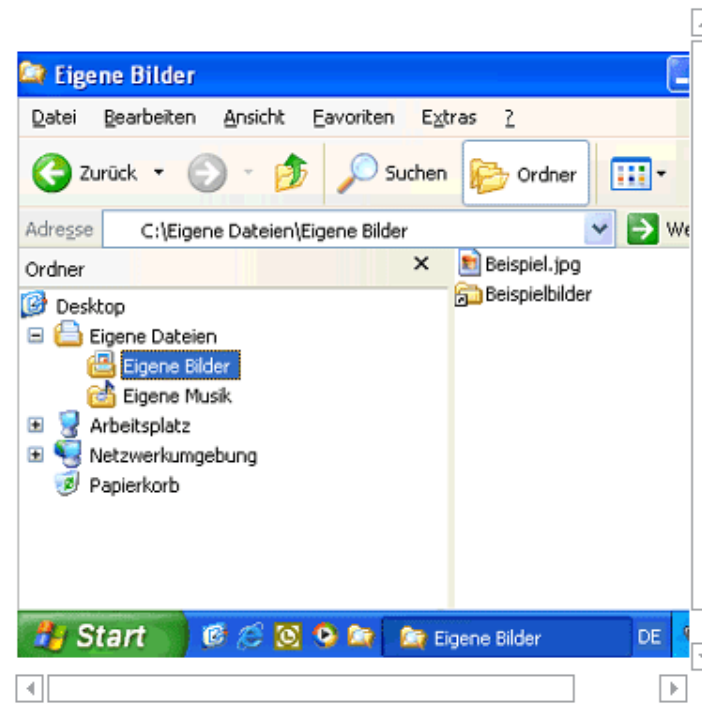 Eigene Bilder
Datei Bearbeiten Ansicht Favoriten Extras ?
Zurück Suchen Ordner
Adresse C:\Eigene Dateien\Eigene Bilder We
Ordner
Desktop
Eigene Dateien
Eigene Bilder
Eigene Musik
Arbeitsplatz
Netzwerkumgebung
Papierkorb
Beispiel.jpg
Beispielbilder
Start Eigene Bilder DE